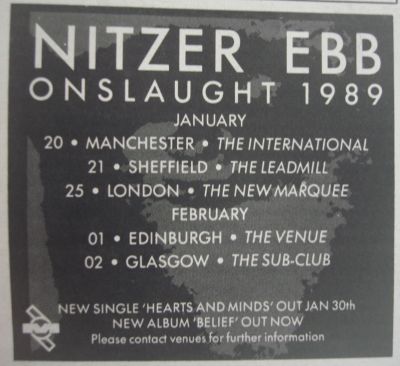 NITZER EBB
ONSLAUGHT 1989
JANUARY
20 • MANCHESTER • THE INTERNATIONAL
21 • SHEFFIELD • THE LEADMILL
25 • LONDON • THE NEW MARQUEE
FEBRUARY
01 • EDINBURGH • THE VENUE
02 • GLASGOW • THE SUB-CLUB
NEW SINGLE 'HEARTS AND MINDS' OUT JAN 30th
NEW ALBUM 'BELIEF' OUT NOW
Please contact venues for further information